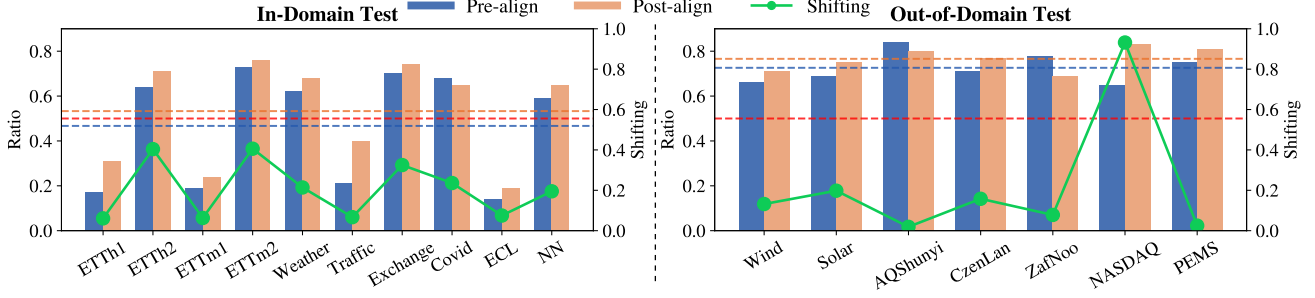 In-Domain Test
Pre-align
Post-align
Shifting
Out-of-Domain Test
Ratio
0.8
0.6
0.4
0.2
0.0
1.0
0.8
0.6
0.4
0.2
0.0
Shifting
ETTh1
ETTh2
ETTm1
ETTm2
Weather
Traffic
Exchange
Covid
ECL
NN
Ratio
0.8
0.6
0.4
0.2
0.0
1.0
0.8
0.6
0.4
0.2
0.0
Shifting
Wind
Solar
AQShunyi
CzenLan
ZafNoo
NASDAQ
PEMS